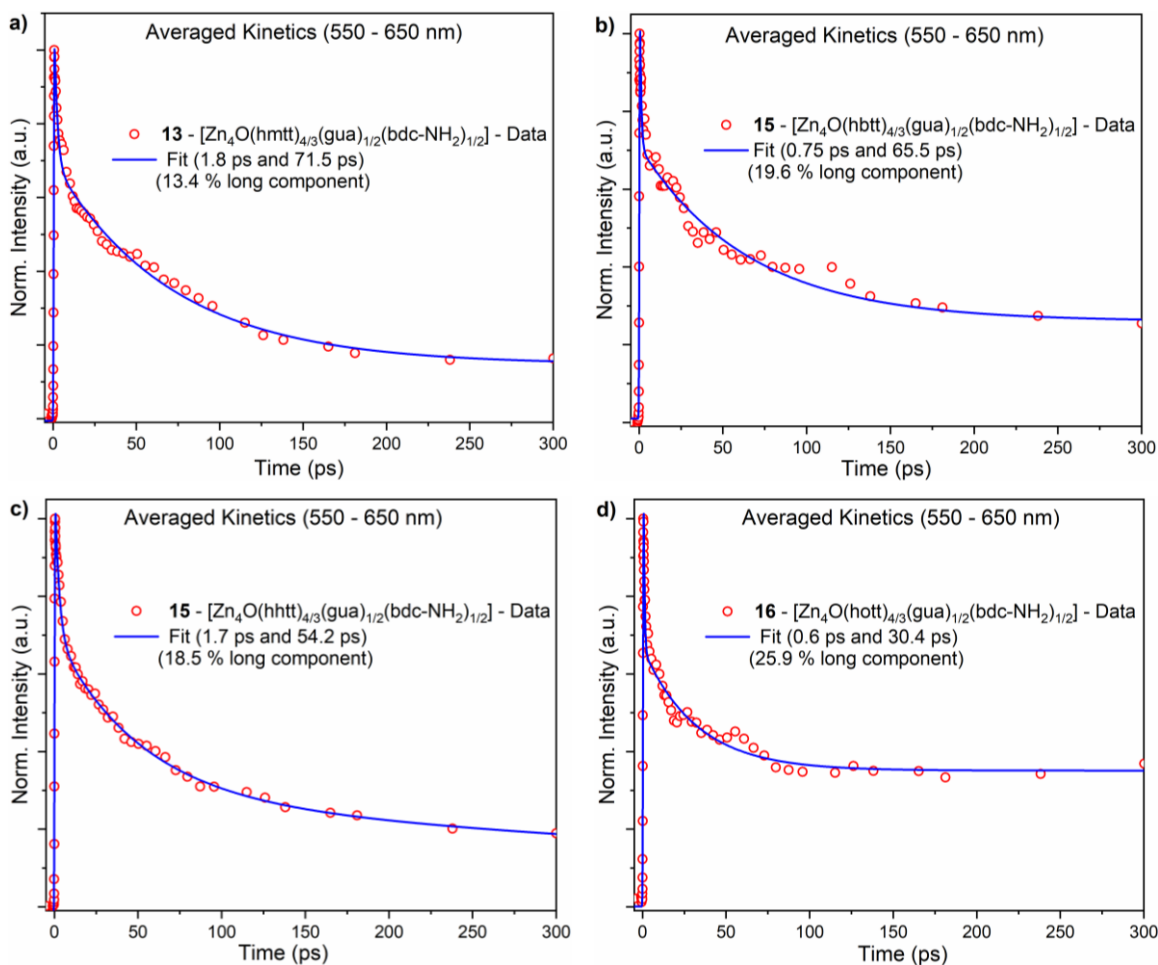 a)
Averaged Kinetics (550 - 650 nm)
13 - [Zn4O(hmtt)4/3(gua)1/2(bdc-NH2)1/2] - Data
Fit (1.8 ps and 71.5 ps)
(13.4 % long component)
Norm. Intensity (a.u.)
0 50 100 150 200 250 300
Time (ps)
b)
Averaged Kinetics (550 - 650 nm)
15 - [Zn4O(hbtt)4/3(gua)1/2(bdc-NH2)1/2] - Data
Fit (0.75 ps and 65.5 ps)
(19.6 % long component)
Norm. Intensity (a.u.)
0 50 100 150 200 250 300
Time (ps)
c)
Averaged Kinetics (550 - 650 nm)
15 - [Zn4O(hhtt)4/3(gua)1/2(bdc-NH2)1/2] - Data
Fit (1.7 ps and 54.2 ps)
(18.5 % long component)
Norm. Intensity (a.u.)
0 50 100 150 200 250 300
Time (ps)
d)
Averaged Kinetics (550 - 650 nm)
16 - [Zn4O(hott)4/3(gua)1/2(bdc-NH2)1/2] - Data
Fit (0.6 ps and 30.4 ps)
(25.9 % long component)
Norm. Intensity (a.u.)
0 50 100 150 200 250 300
Time (ps)